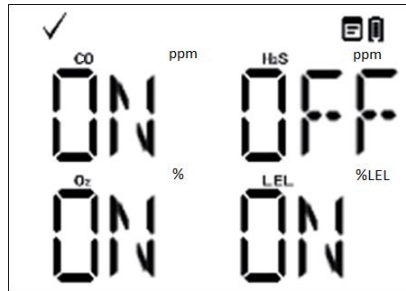 CO ppm H2S ppm
ON OFF
O2 % LEL %LEL
ON ON